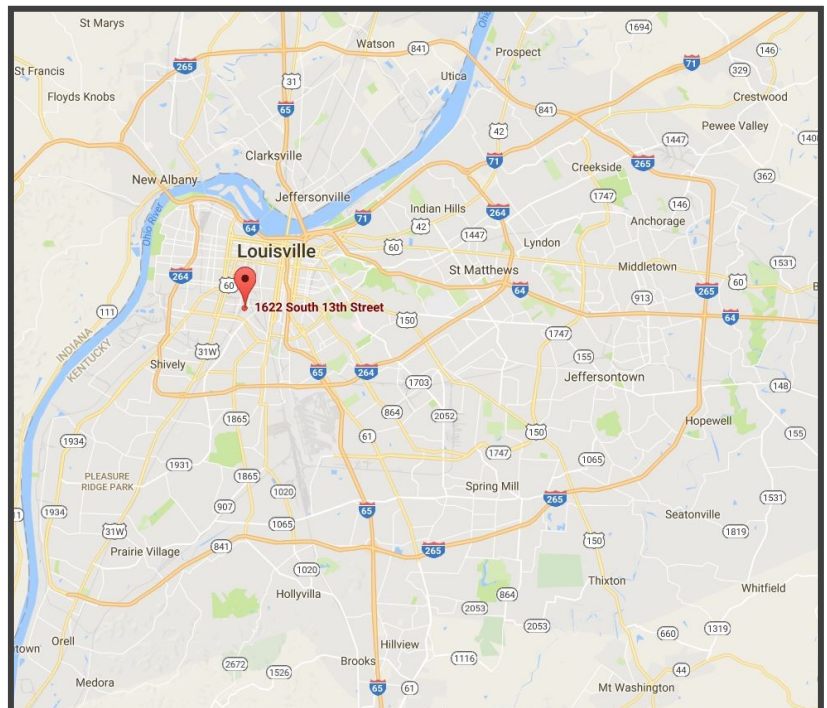 St Marys
Watson
841
Prospect
1694
146
71
329
St Francis
265
31
Utica
Crestwood
Floyds Knobs
65
841
Pewee Valley
42
1447
Clarksville
71
Creekside
265
362
New Albany
1747
146
Jeffersonville
Indian Hills
264
Anchorage
71
42
1447
Lyndon
64
Ohio River
60
Louisville
St Matthews
Middletown
1531
264
60
265
60
64
913
1622 South 13th Street
111
150
64
INDIANA
KENTUCKY
31W
1747
155
Shively
65
264
1703
Jeffersontown
148
864
2052
1865
Hopewell
1934
61
150
155
1747
1065
1931
PLEASURE
RIDGE PARK
1865
1020
Spring Mill
265
1531
907
65
Seatonville
1934
1065
31W
1819
841
265
150
Prairie Village
1020
Thixton
Hollyvilla
864
Whitfield
2053
2053
1319
Orell
660
Hillview
2672
1526
Brooks
1116
44
Medora
65
61
Mt Washington